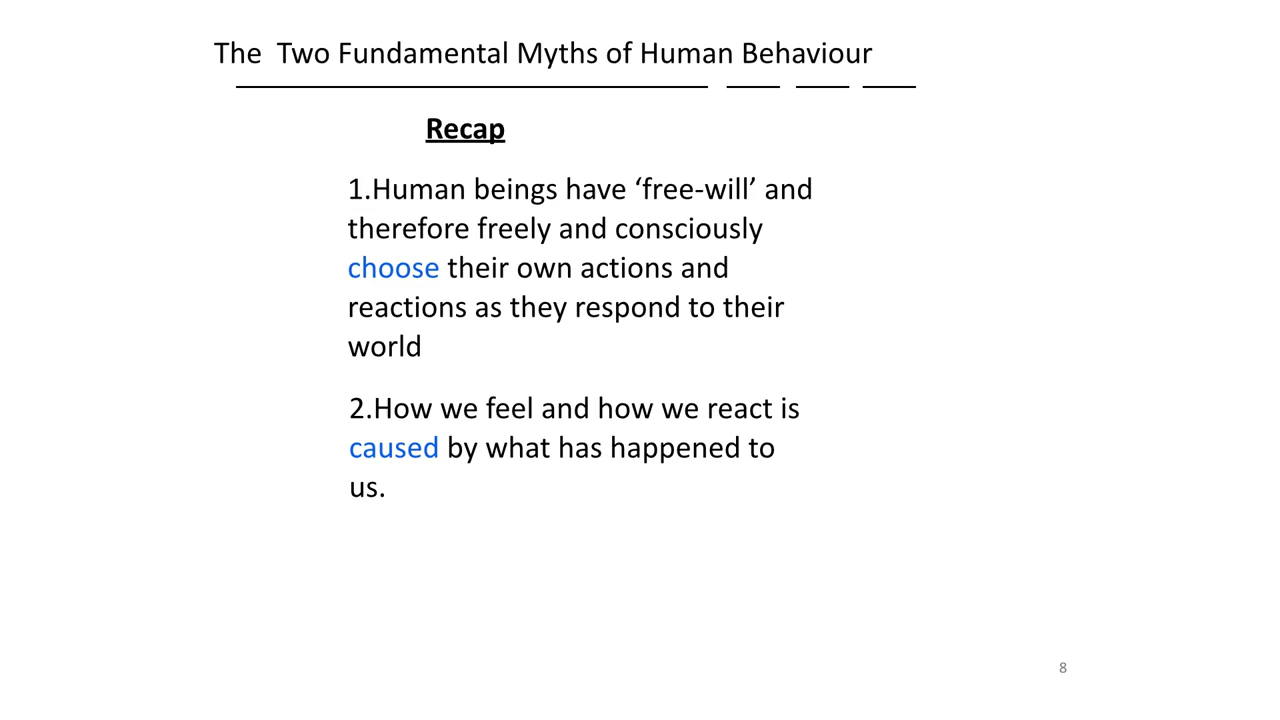 The  Two Fundamental Myths of Human Behaviour
Recap
1.Human beings have ‘free-will’ and
therefore freely and consciously
choose their own actions and
reactions as they respond to their
world
2.How we feel and how we react is
caused by what has happened to
us.
8